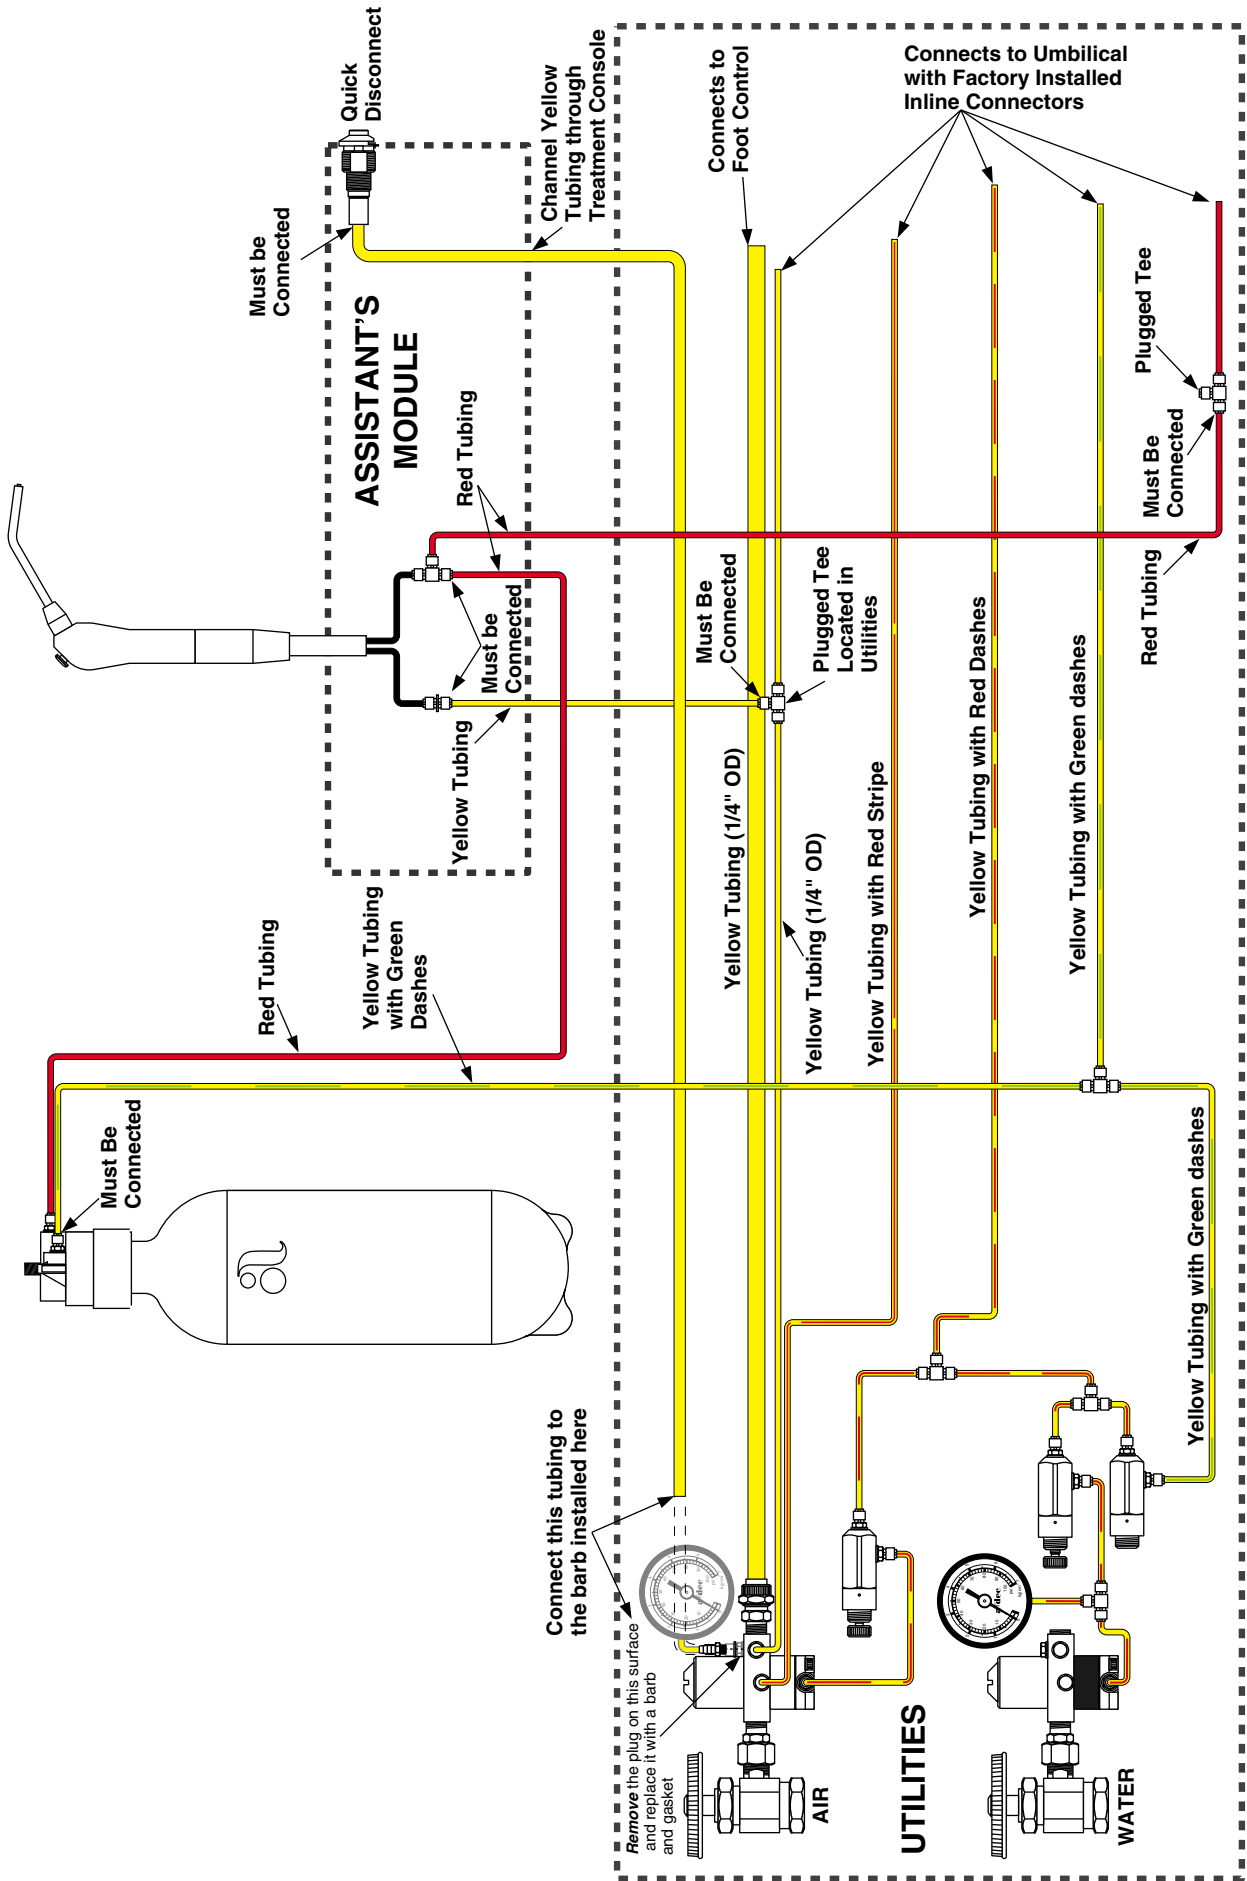 Quick
Disconnect
Must be
Connected
Channel Yellow
Tubing through
Treatment Console
ASSISTANT'S
MODULE
Red Tubing
Must be
Connected
Yellow Tubing
Connects to
Foot Control
Connects to Umbilical
with Factory Installed
Inline Connectors
Plugged Tee
Must Be
Connected
Red Tubing
Must Be
Connected
Plugged Tee
Located in
Utilities
Yellow Tubing (1/4" OD)
Yellow Tubing (1/4" OD)
Yellow Tubing with Red Stripe
Yellow Tubing with Red Dashes
Yellow Tubing with Green dashes
Red Tubing
Yellow Tubing
with Green
Dashes
Must Be
Connected
a
Yellow Tubing with Green dashes
Connect this tubing to
the barb installed here
Remove the plug on this surface
and replace it with a barb
and gasket
AIR
UTILITIES
WATER